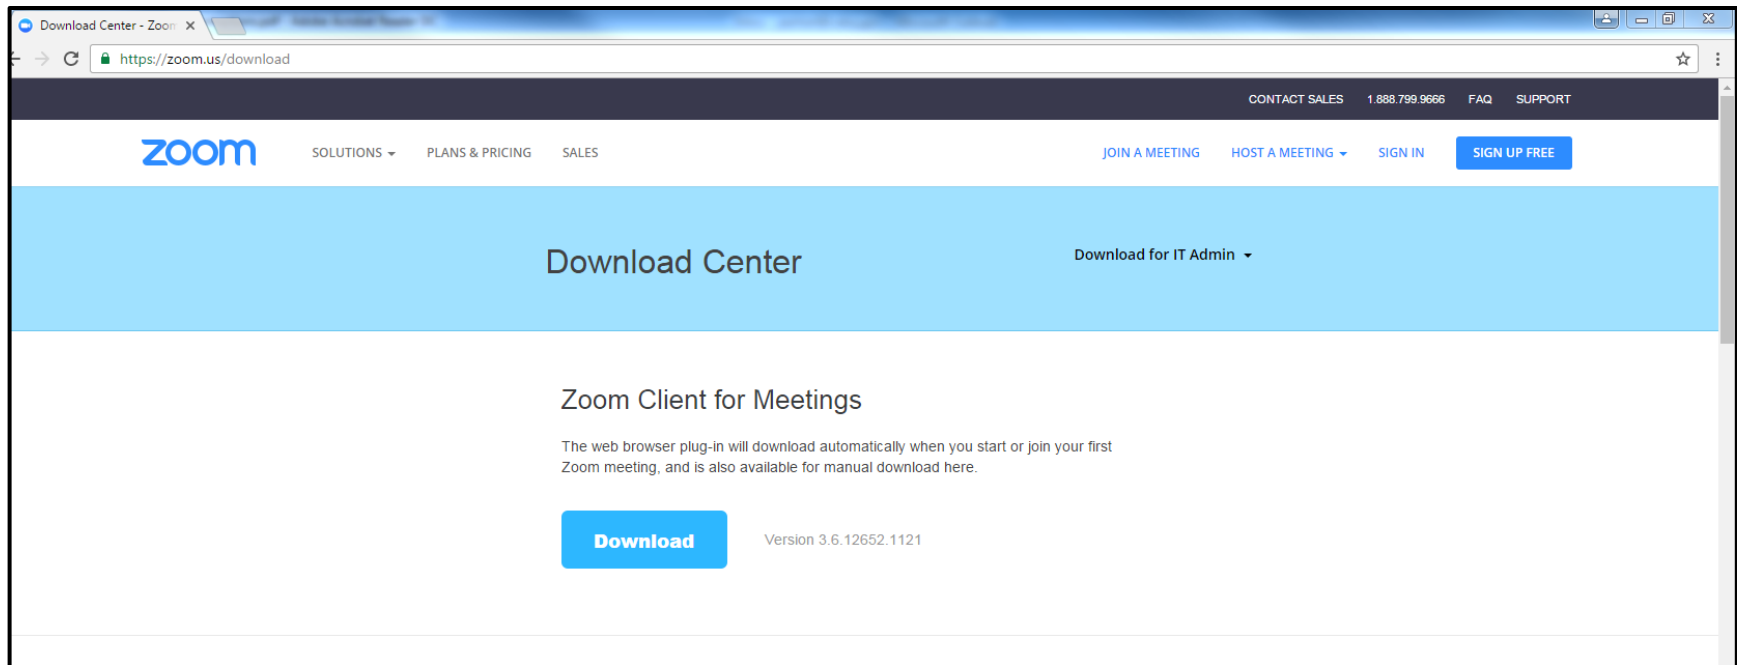 Download Center - Zoon
https://zoom.us/download
CONTACT SALES 1.888.799.9666 FAQ SUPPORT
zoom SOLUTIONS PLANS & PRICING SALES JOIN A MEETING HOST A MEETING SIGN IN SIGN UP FREE
Download Center Download for IT Admin
Zoom Client for Meetings
The web browser plug-in will download automatically when you start or join your first
Zoom meeting, and is also available for manual download here.
Download Version 3.6.12652.1121